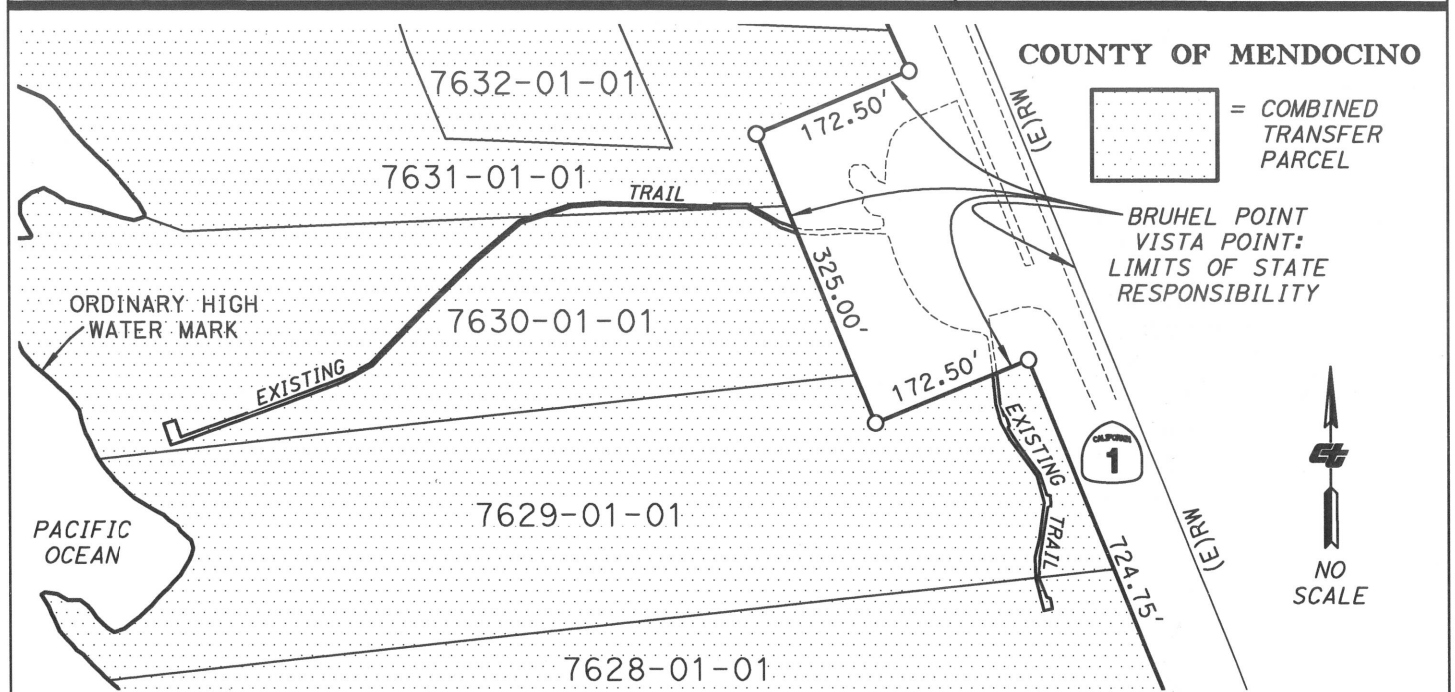 COUNTY OF MENDOCINO
= COMBINED
TRANSFER
PARCEL
7632-01-01
172.50'
(E)RW
7631-01-01
TRAIL
BRUHEL POINT
VISTA POINT:
LIMITS OF STATE
RESPONSIBILITY
325.00'
ORDINARY HIGH
WATER MARK
7630-01-01
EXISTING
172.50'
EXISTING
TRAIL
CALIFORNIA
1
ct
NO
SCALE
7629-01-01
PACIFIC
OCEAN
(E)RW
724.75'
7628-01-01